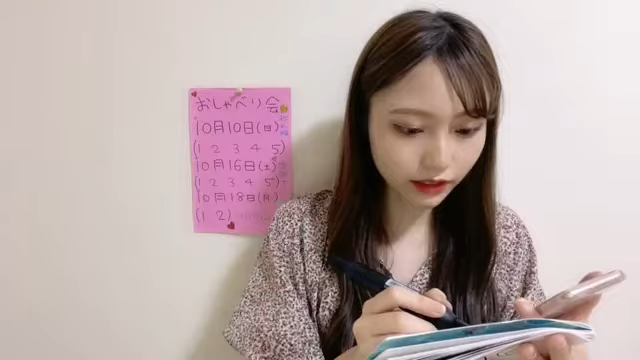 おしゃべり会
10月10日(日)
(1 2 3 4 5)
10月16日(土)
(1 2 3 4 5)
10月18日(月)
(1 2)